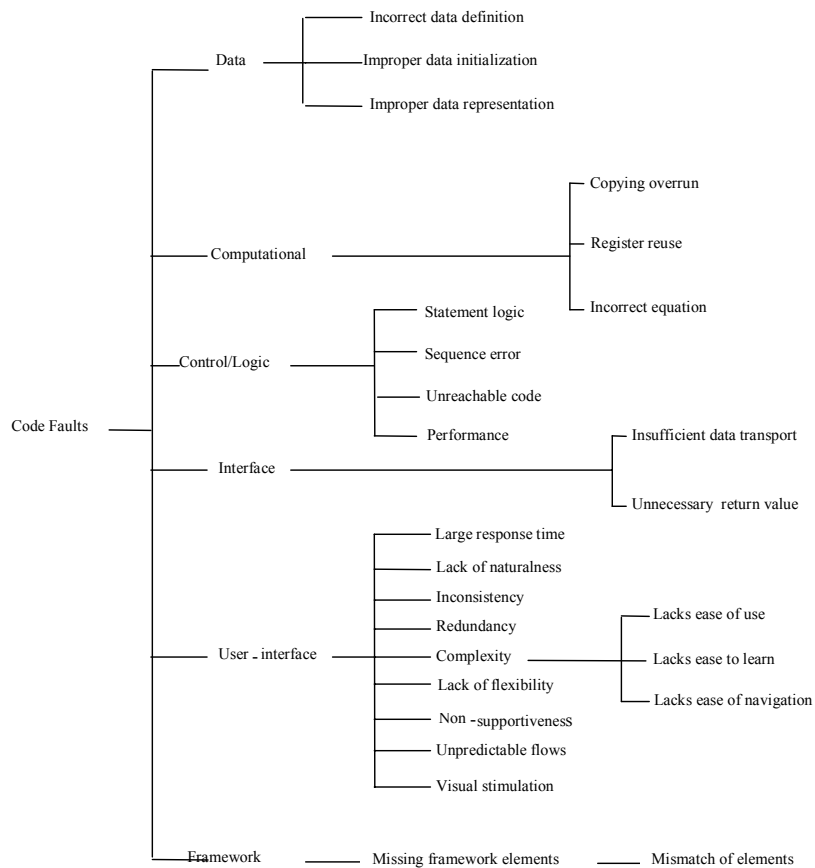 Incorrect data definition
Data
Improper data initialization
Improper data representation
Copying overrun
Computational
Register reuse
Incorrect equation
Statement logic
Control/Logic
Sequence error
Unreachable code
Performance
Code Faults
Insufficient data transport
Interface
Unnecessary return value
Large response time
Lack of naturalness
Inconsistency
Redundancy
User - interface
Complexity
Lacks ease of use
Lacks ease to learn
Lacks ease of navigation
Lack of flexibility
Non -supportiveness
Unpredictable flows
Visual stimulation
Framework
Missing framework elements
Mismatch of elements